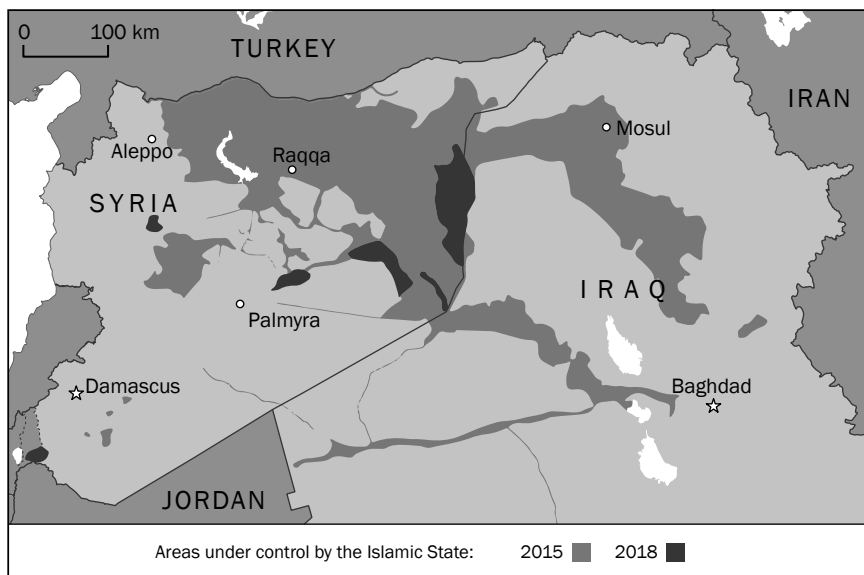 0 100 km
TURKEY
IRAN
Mosul
Aleppo
Raqqa
SYRIA
IRAQ
Palmyra
Damascus
Baghdad
JORDAN
Areas under control by the Islamic State: 2015 2018